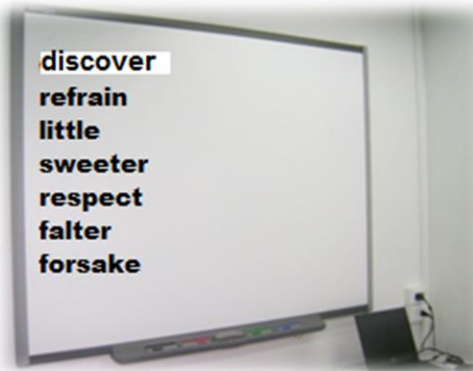 discover
refrain
little
sweeter
respect
falter
forsake